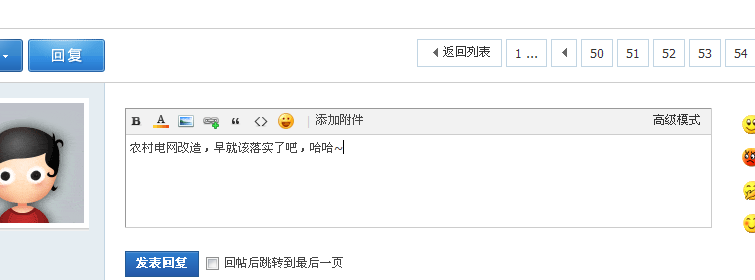 回复
返回列表
1 ...
50
51
52
53
54
B A “ <> 添加附件
高级模式
农村电网改造，早就该落实了吧，哈哈~
发表回复
回帖后跳转到最后一页